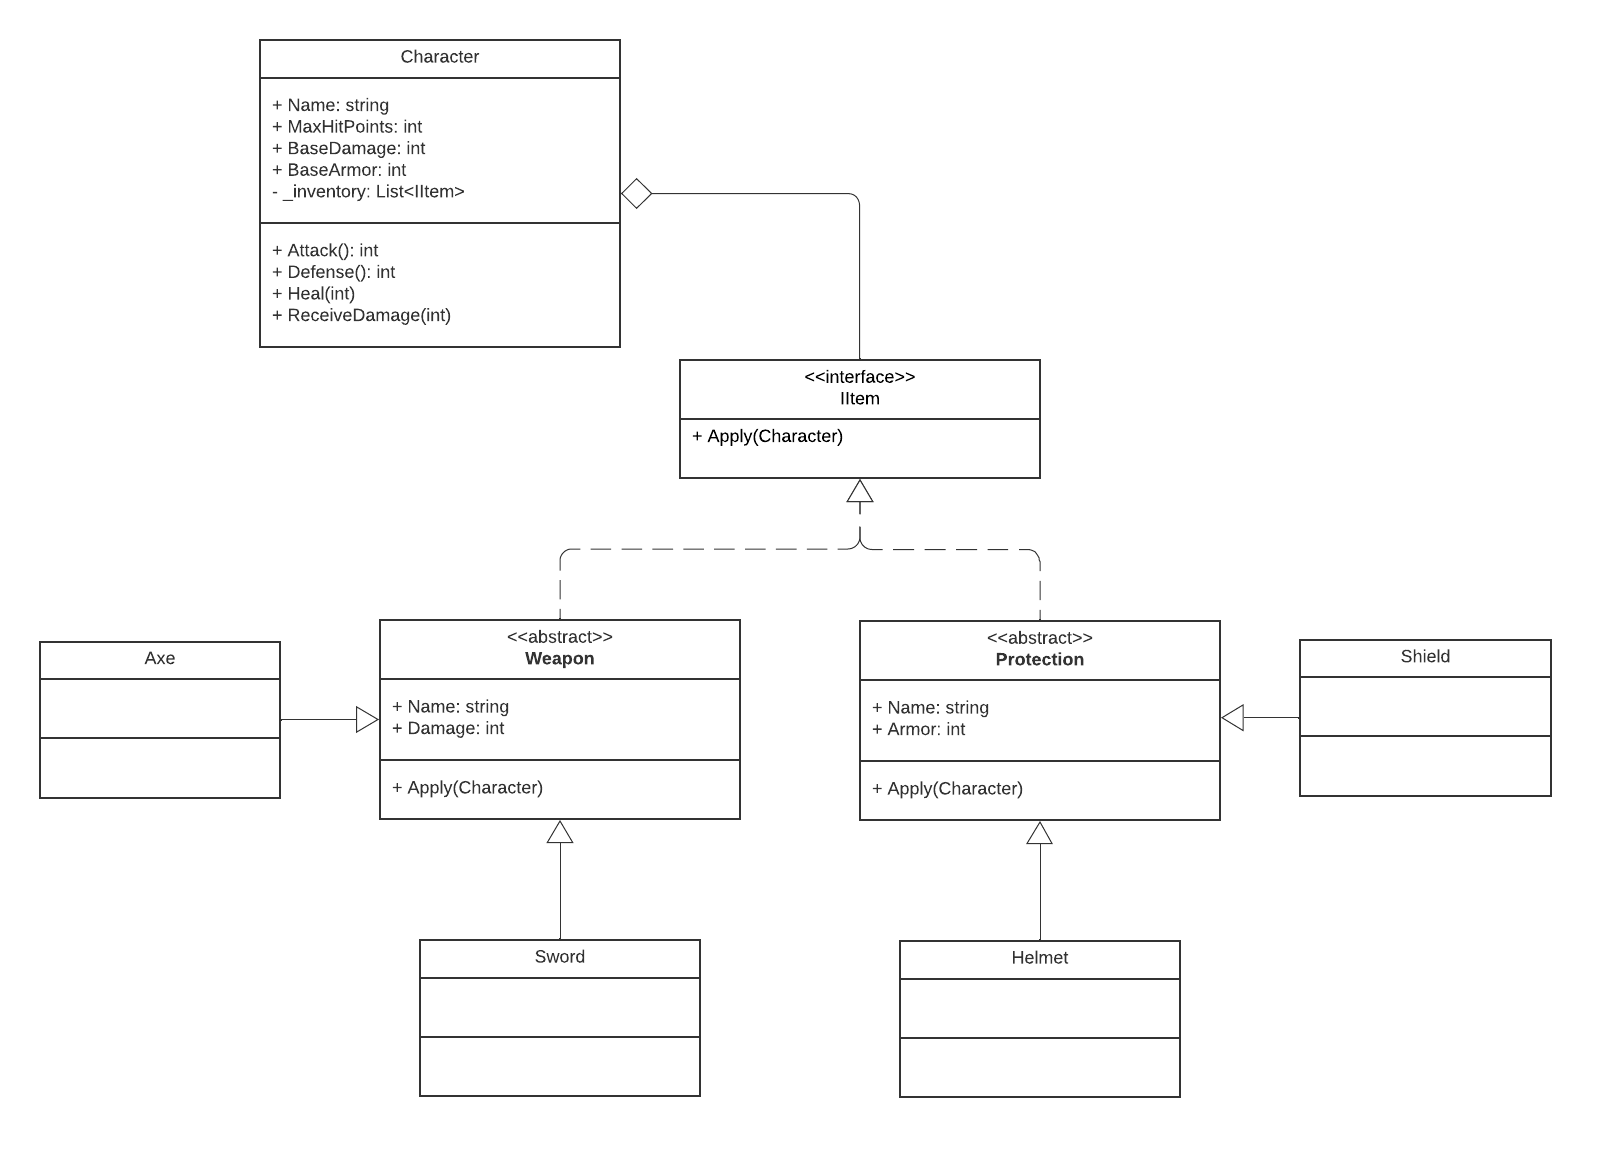 Character
+ Name: string
+ MaxHitPoints: int
+ BaseDamage: int
+ BaseArmor: int
- _inventory: List<IItem>
+ Attack(): int
+ Defense(): int
+ Heal(int)
+ ReceiveDamage(int)
<<interface>>
IItem
+ Apply(Character)
Axe
<<abstract>>
Weapon
+ Name: string
+ Damage: int
+ Apply(Character)
<<abstract>>
Protection
+ Name: string
+ Armor: int
+ Apply(Character)
Shield
Sword
Helmet